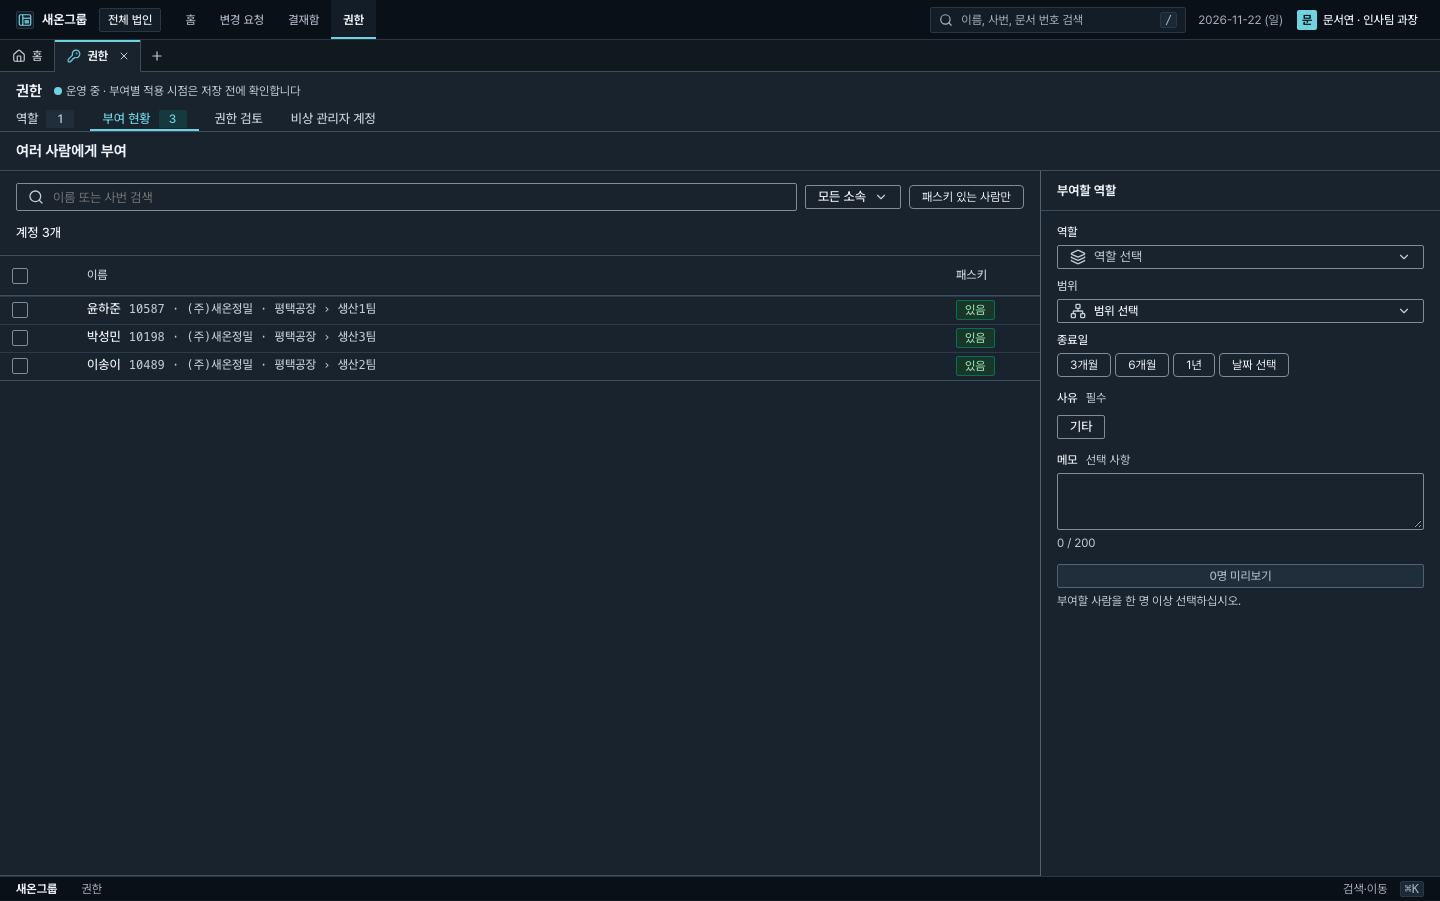 새온그룹 전체 법인 홈 변경 요청 결재함 권한 이름, 사번, 문서 번호 검색 / 2026-11-22 (일) 문 문서연 · 인사팀 과장
홈 권한
권한 운영 중 · 부여별 적용 시점은 저장 전에 확인합니다
역할 1 부여 현황 3 권한 검토 비상 관리자 계정
여러 사람에게 부여
이름 또는 사번 검색 모든 소속 패스키 있는 사람만
계정 3개
이름 패스키
윤하준 10587 · (주)새온정밀 · 평택공장 › 생산1팀 있음
박성민 10198 · (주)새온정밀 · 평택공장 › 생산3팀 있음
이송이 10489 · (주)새온정밀 · 평택공장 › 생산2팀 있음
부여할 역할
역할
역할 선택
범위
범위 선택
종료일
3개월 6개월 1년 날짜 선택
사유 필수
기타
메모 선택 사항
0 / 200
0명 미리보기
부여할 사람을 한 명 이상 선택하십시오.
새온그룹 권한 검색·이동 ⌘K